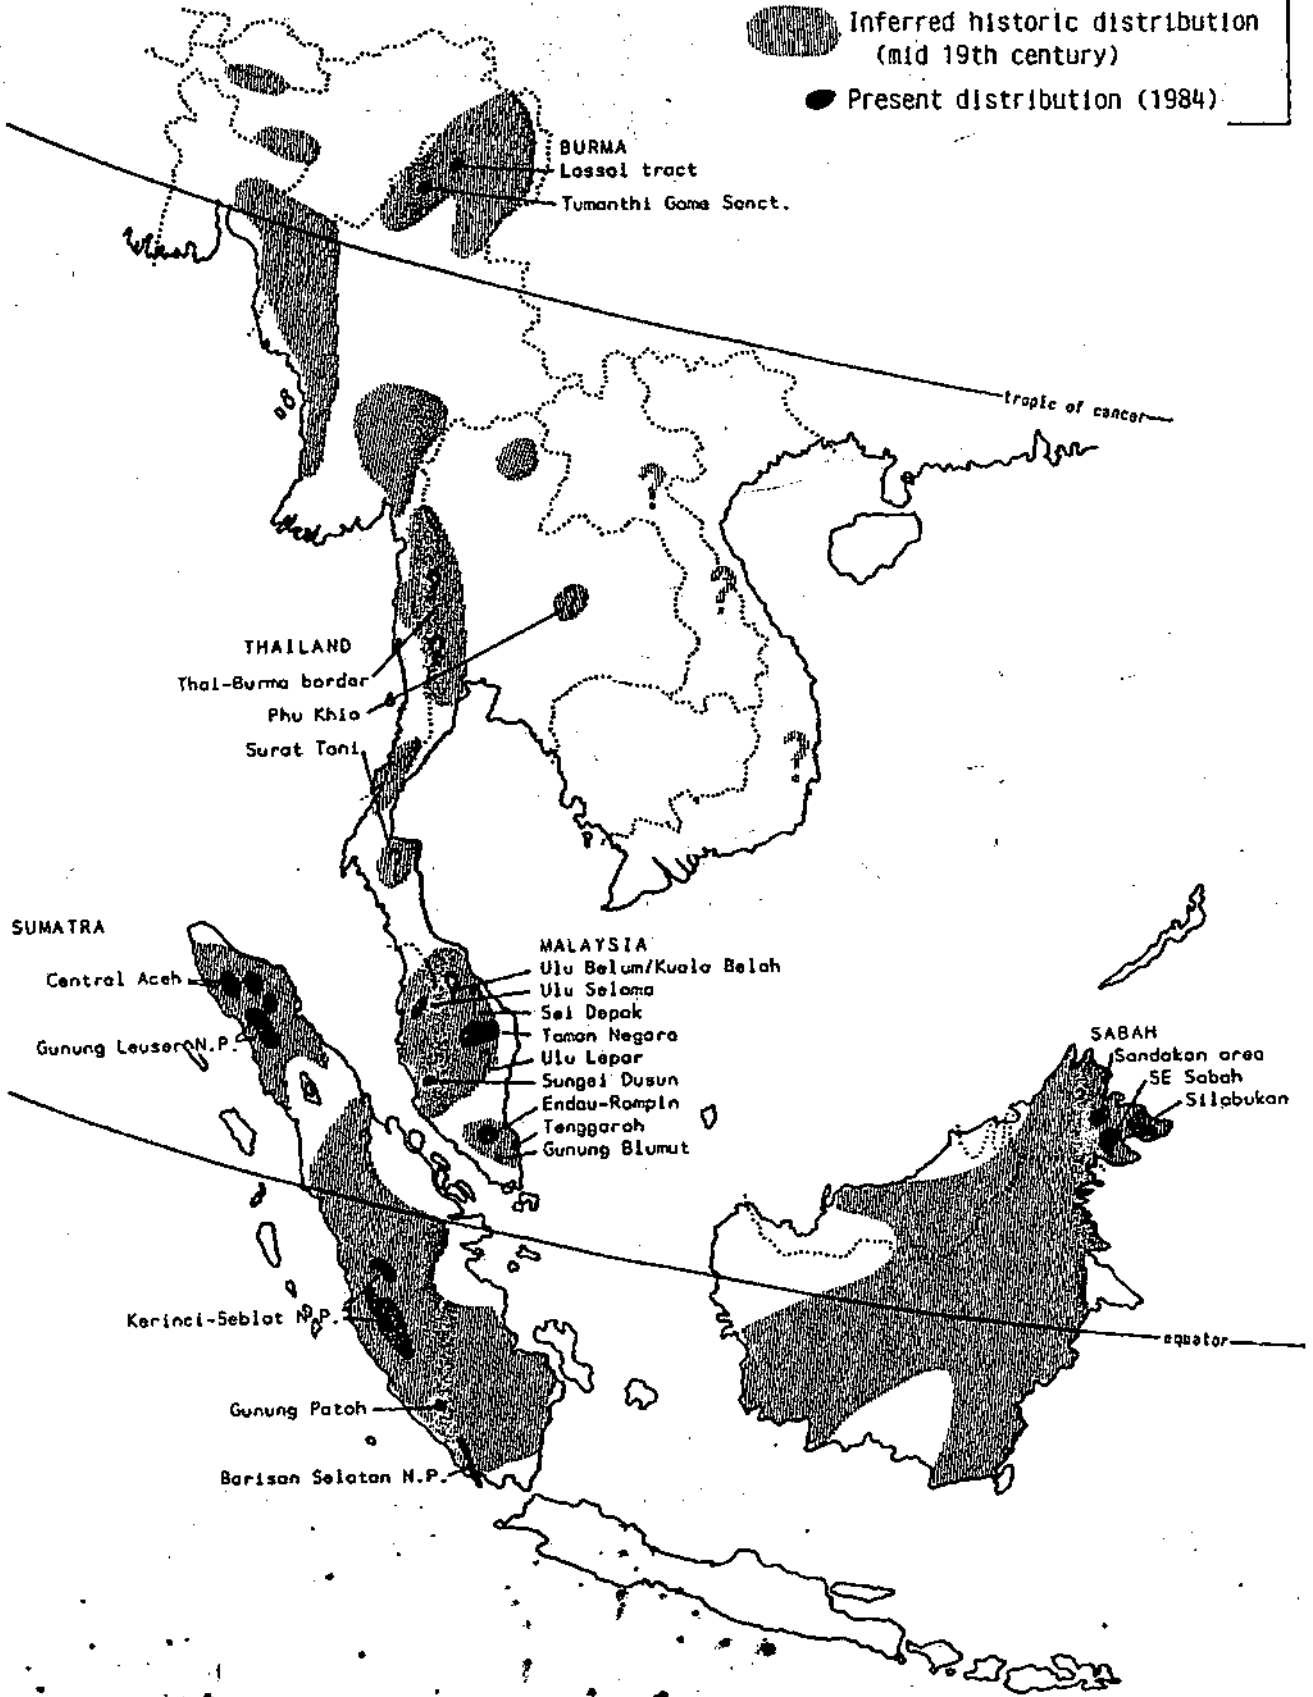 Inferred historic distribution
(mid 19th century)
Present distribution (1984)
BURMA
Lassol tract
Tumanthi Game Sanct.
tropic of cancer
?
?
THAILAND
Thai-Burma border
Phu Khio
Surat Tani
?
SUMATRA
Central Aceh
Gunung Leuser N.P.
MALAYSIA
Ulu Belum/Kuala Belah
Ulu Selama
Sei Depak
Taman Negara
Ulu Lepar
Sungai Dusun
Endau-Rompin
Tenggaroh
Gunung Blumut
SABAH
Sandakan area
SE Sabah
Silabukan
Kerinci-Seblat N.P.
equator
Gunung Patah
Barisan Selatan N.P.